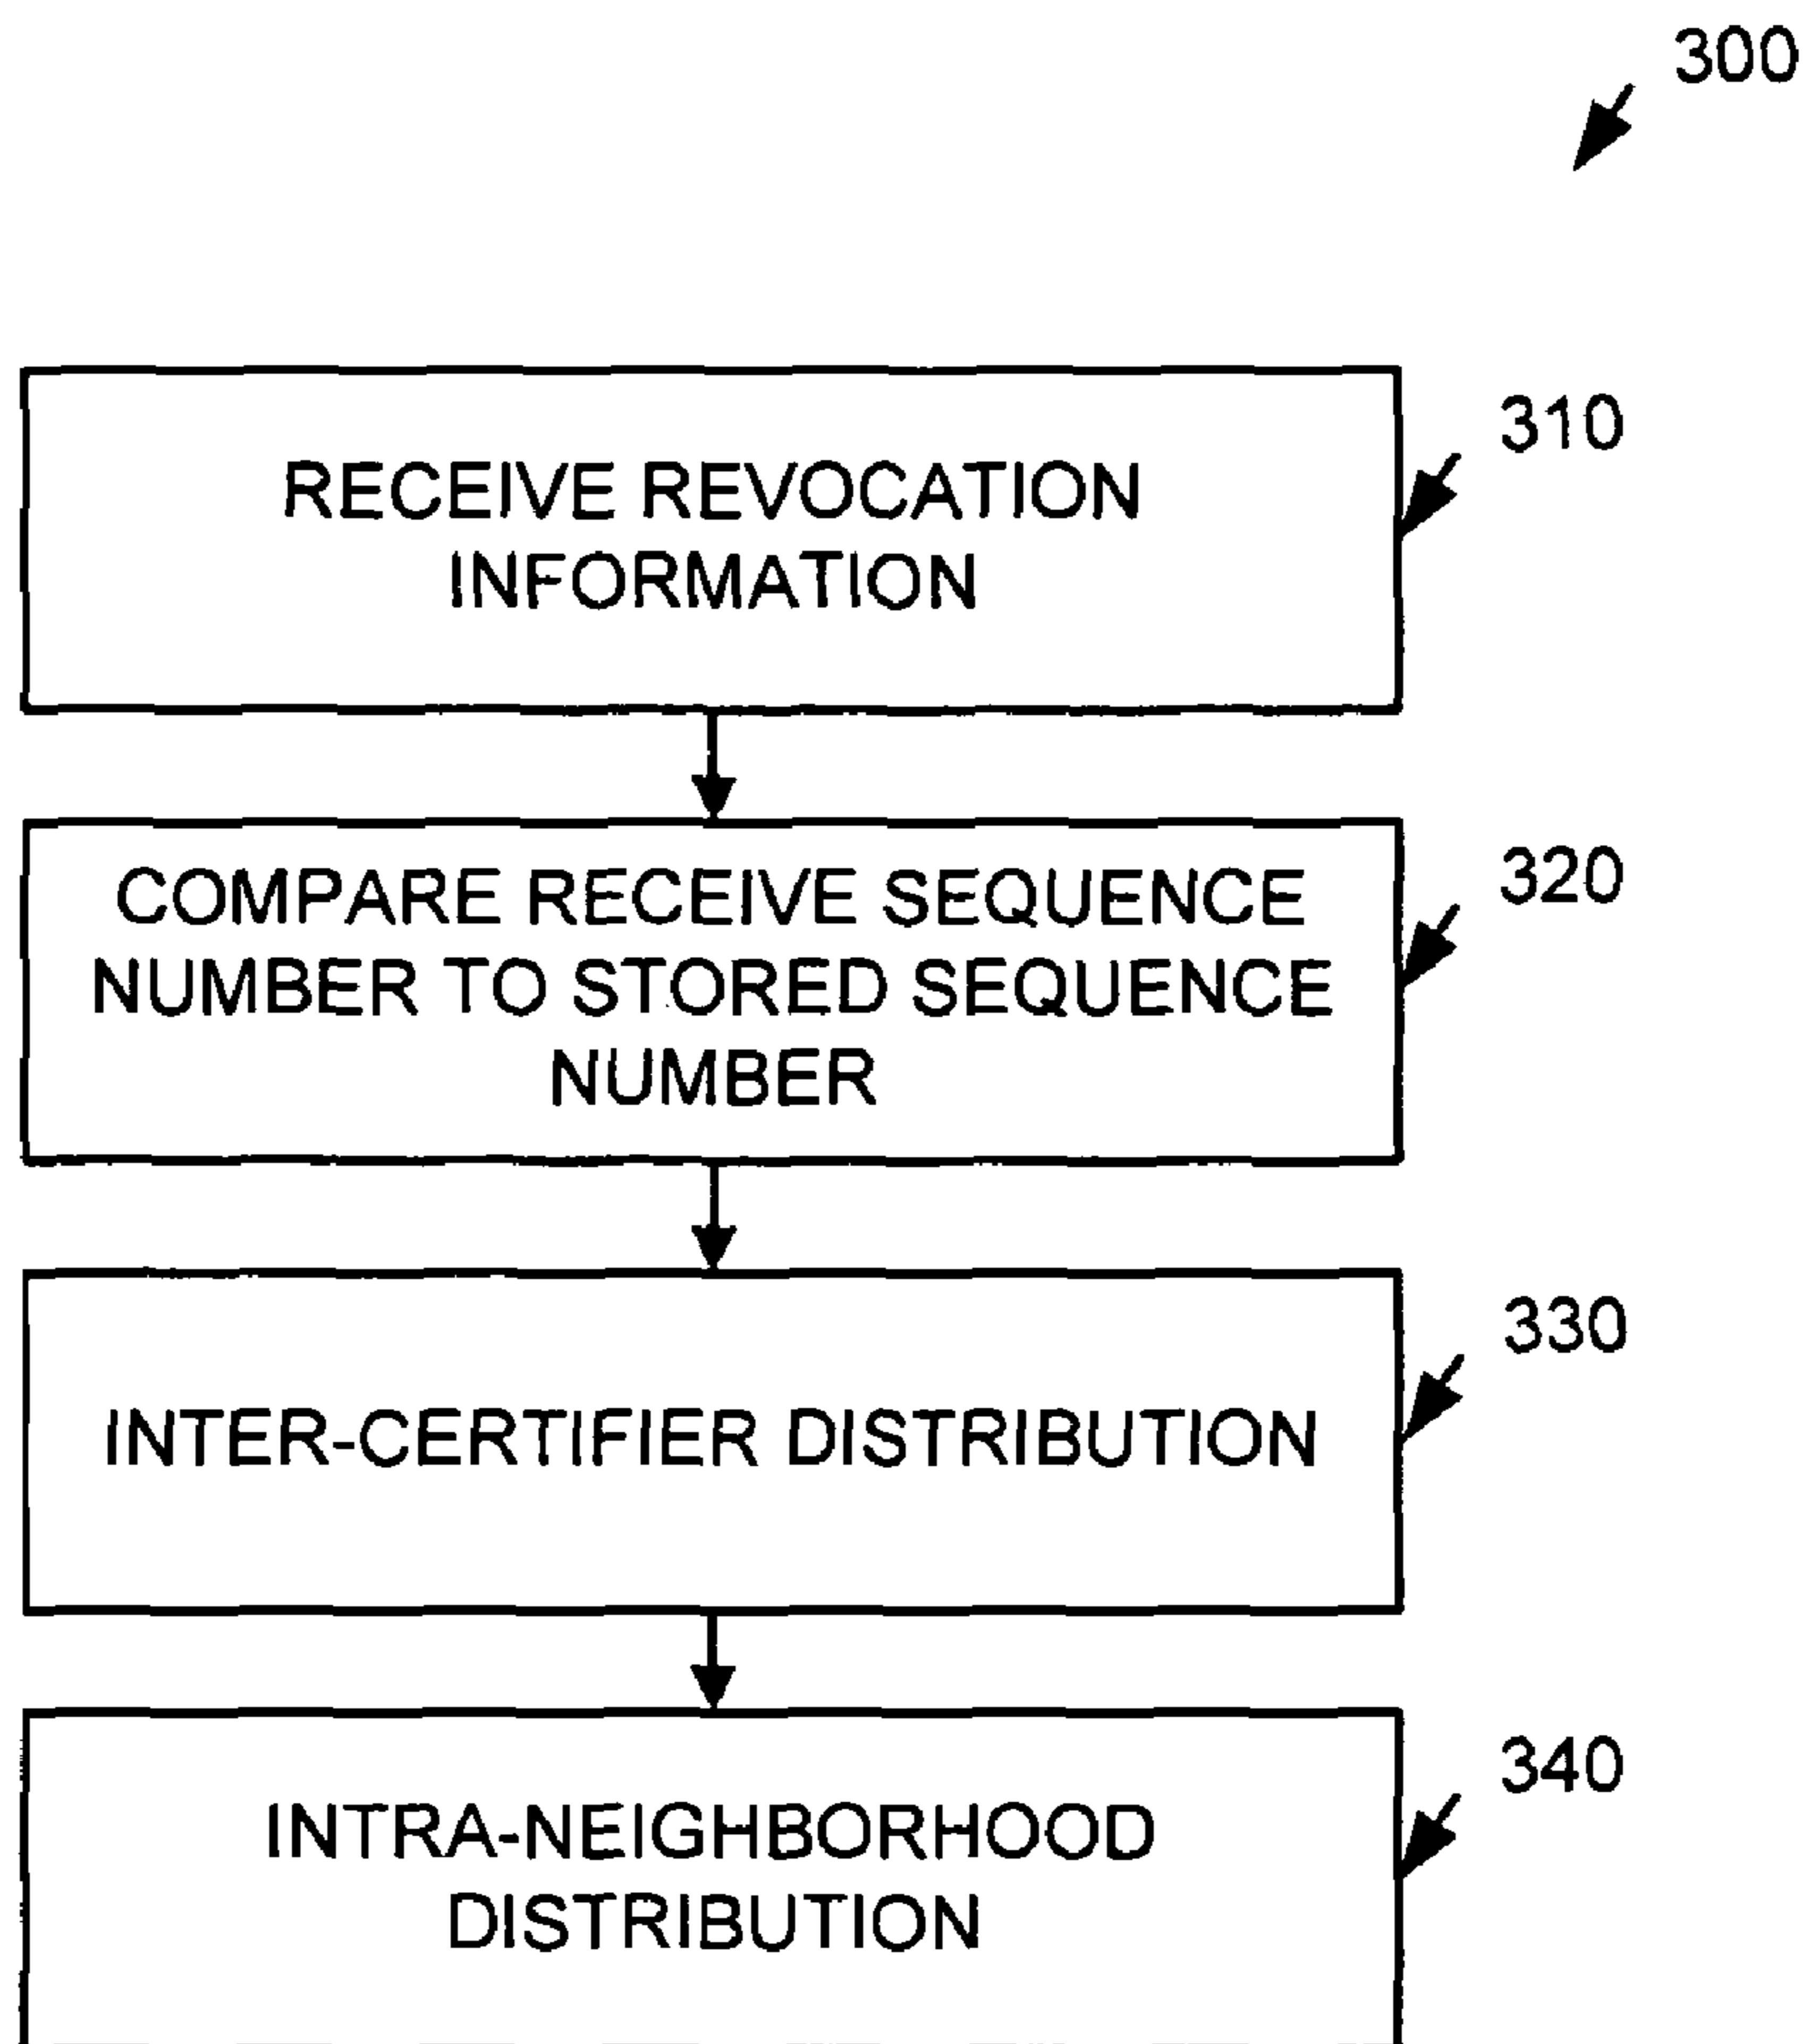 300
310
RECEIVE REVOCATION
INFORMATION
320
COMPARE RECEIVE SEQUENCE
NUMBER TO STORED SEQUENCE
NUMBER
330
INTER-CERTIFIER DISTRIBUTION
340
INTRA-NEIGHBORHOOD
DISTRIBUTION